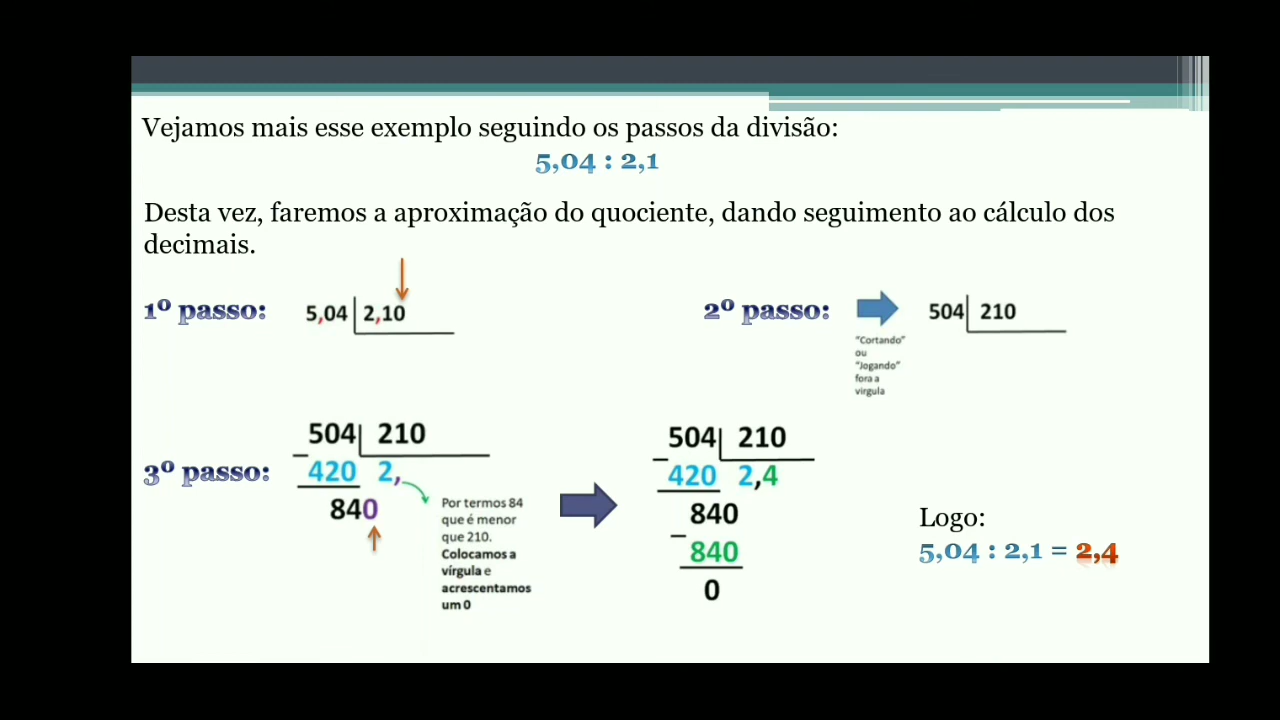 Vejamos mais esse exemplo seguindo os passos da divisão:
5,04 : 2,1
Desta vez, faremos a aproximação do quociente, dando seguimento ao cálculo dos
decimais.
1º passo:
5,04 2,10
2º passo:
"Cortando"
ou
"Jogando"
fora a
virgula
504 210
3º passo:
504 210
- 420 2,
840
Por termos 84
que é menor
que 210.
Colocamos a
vírgula e
acrescentamos
um 0
504 210
- 420 2,4
840
- 840
0
Logo:
5,04 : 2,1 = 2,4